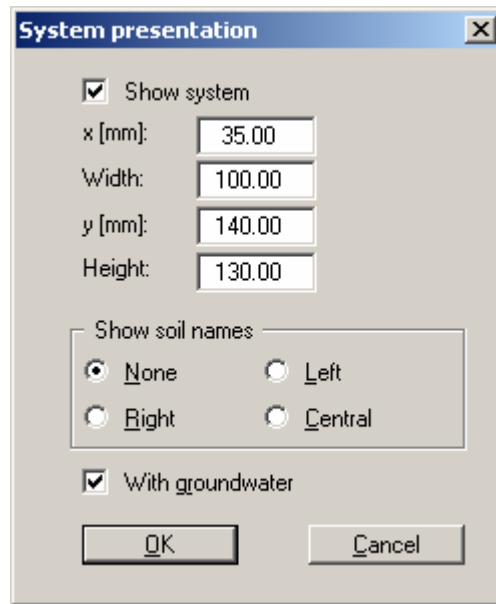 System presentation
Show system
x [mm]: 35.00
Width: 100.00
y [mm]: 140.00
Height: 130.00
Show soil names
None Left
Right Central
With groundwater
OK Cancel